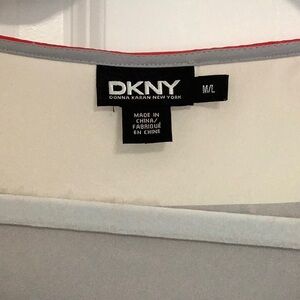 DKNY
DONNA KARAN NEW YORK
M/L
MADE IN
CHINA/
FABRIQUÉ
EN CHINE